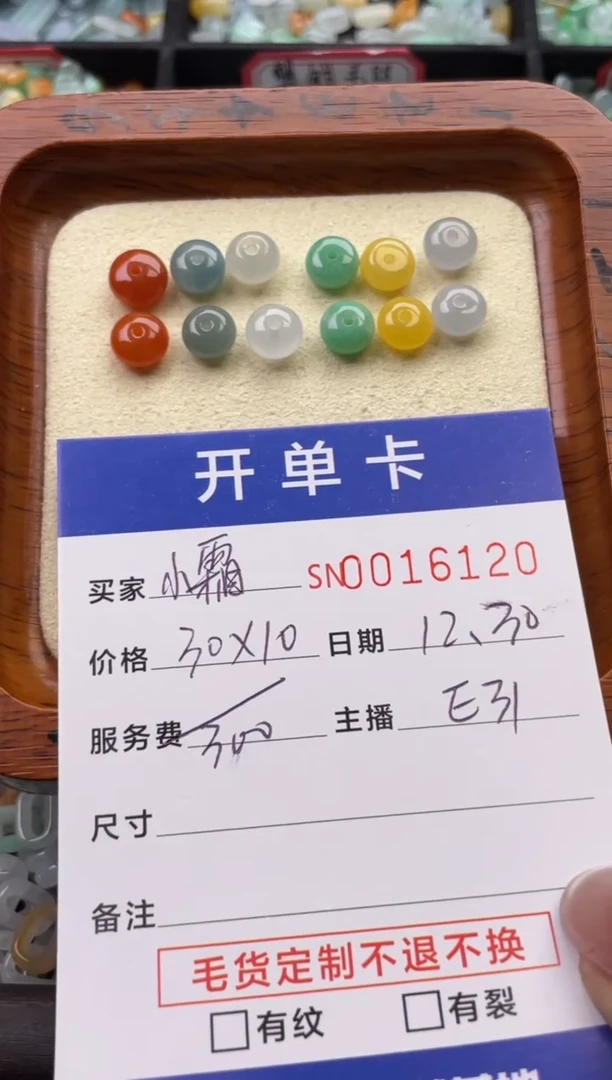 开单卡
买家 小霜 SN0016120
价格 30X10 日期 12、30
服务费 300 主播 E31
尺寸
备注
毛货定制不退不换
□有纹 □有裂